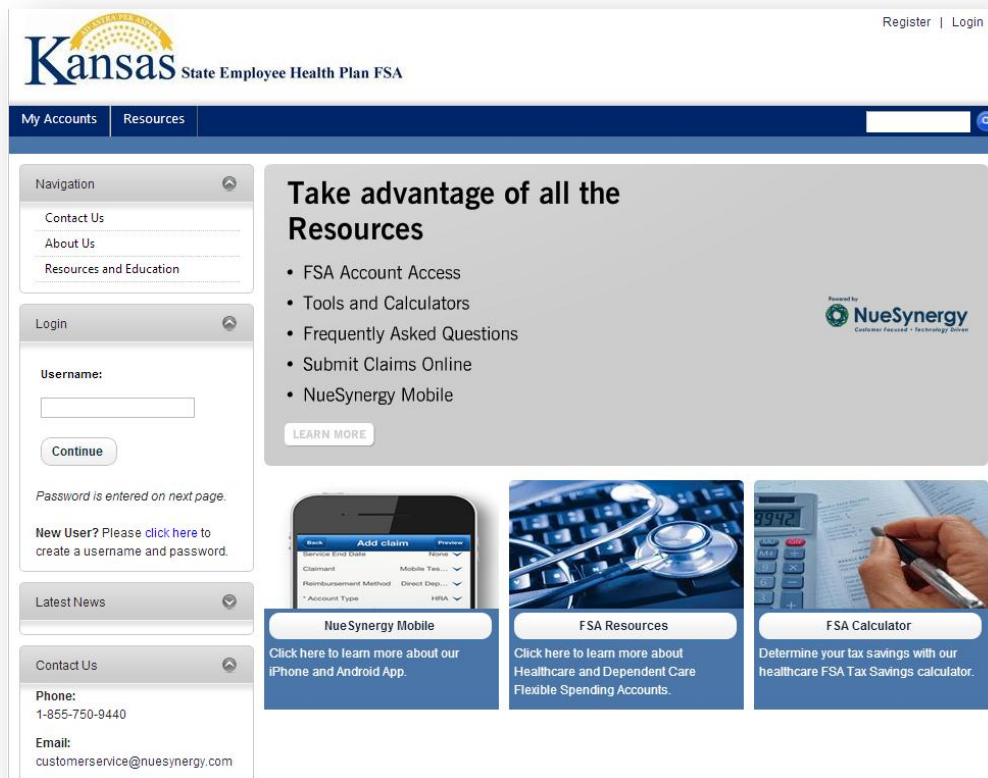 Register | Login
AD ASTRA PER ASPERA
Kansas State Employee Health Plan FSA
My Accounts Resources
Navigation
Contact Us
About Us
Resources and Education
Login
Username:
Continue
Password is entered on next page.
New User? Please click here to
create a username and password.
Latest News
Contact Us
Phone:
1-855-750-9440
Email:
customerservice@nuesynergy.com
Take advantage of all the
Resources
• FSA Account Access
• Tools and Calculators
• Frequently Asked Questions
• Submit Claims Online
• NueSynergy Mobile
LEARN MORE
Powered by
NueSynergy
Customer Focused • Technology Driven
Back Add claim Preview
Service End Date None
Claimant Mobile Tes...
Reimbursement Method Direct Dep...
* Account Type HRA
NueSynergy Mobile
Click here to learn more about our
iPhone and Android App.
FSA Resources
Click here to learn more about
Healthcare and Dependent Care
Flexible Spending Accounts.
9942
FSA Calculator
Determine your tax savings with our
healthcare FSA Tax Savings calculator.